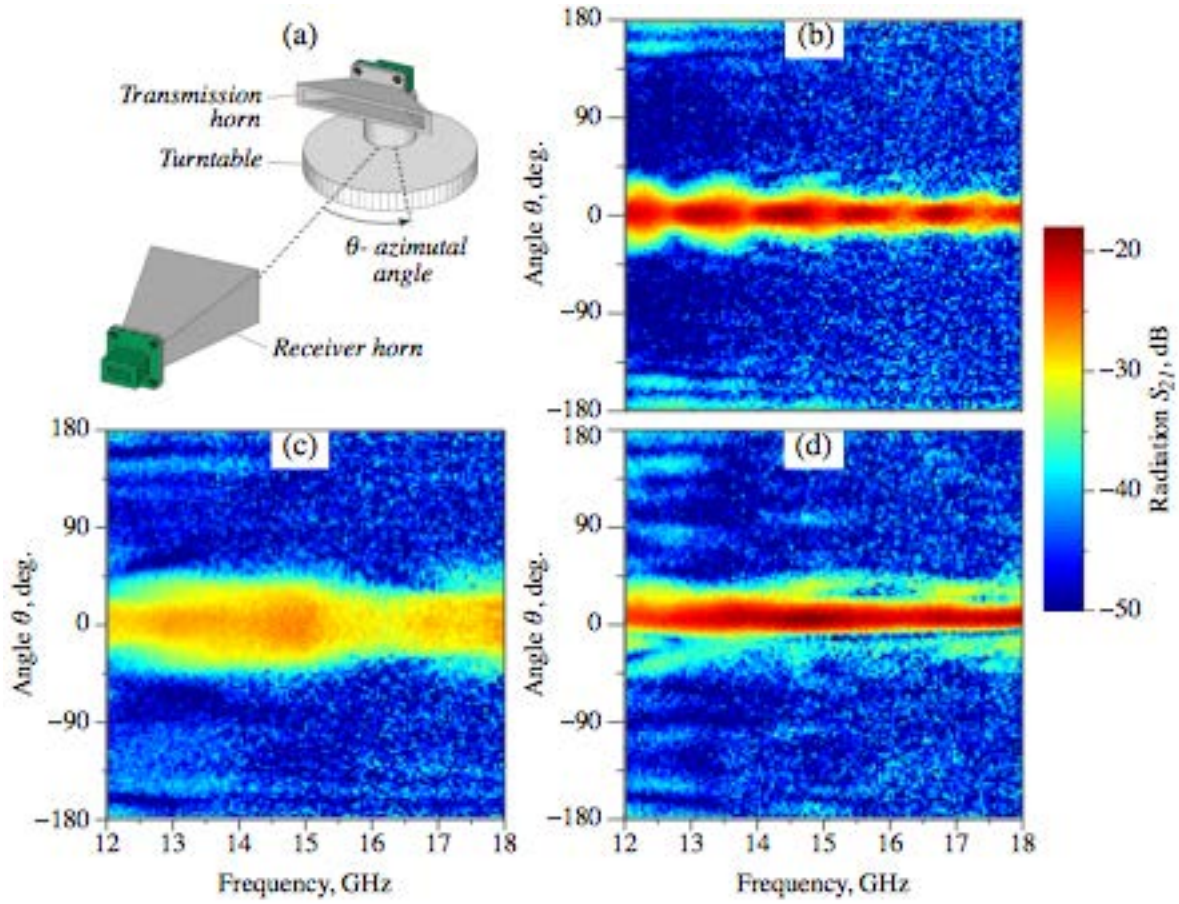 (a)
Transmission
horn
Turntable
θ- azimutal
angle
Receiver horn
(b)
180
90
0
−90
−180
Angle θ, deg.
−20
−30
−40
−50
Radiation S21, dB
(c)
180
90
0
−90
−180
Angle θ, deg.
12 13 14 15 16 17 18
Frequency, GHz
(d)
180
90
0
−90
−180
Angle θ, deg.
12 13 14 15 16 17 18
Frequency, GHz